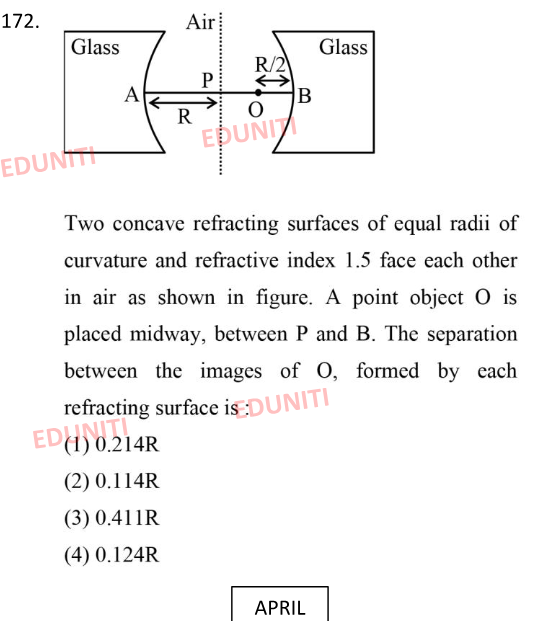 172.
Air
Glass
Glass
R/2
P
A
B
R
O
EDUNITI
EDUNITI
Two concave refracting surfaces of equal radii of
curvature and refractive index 1.5 face each other
in air as shown in figure. A point object O is
placed midway, between P and B. The separation
between the images of O, formed by each
refracting surface is :
EDUNITI
EDUNITI
(1) 0.214R
(2) 0.114R
(3) 0.411R
(4) 0.124R
APRIL